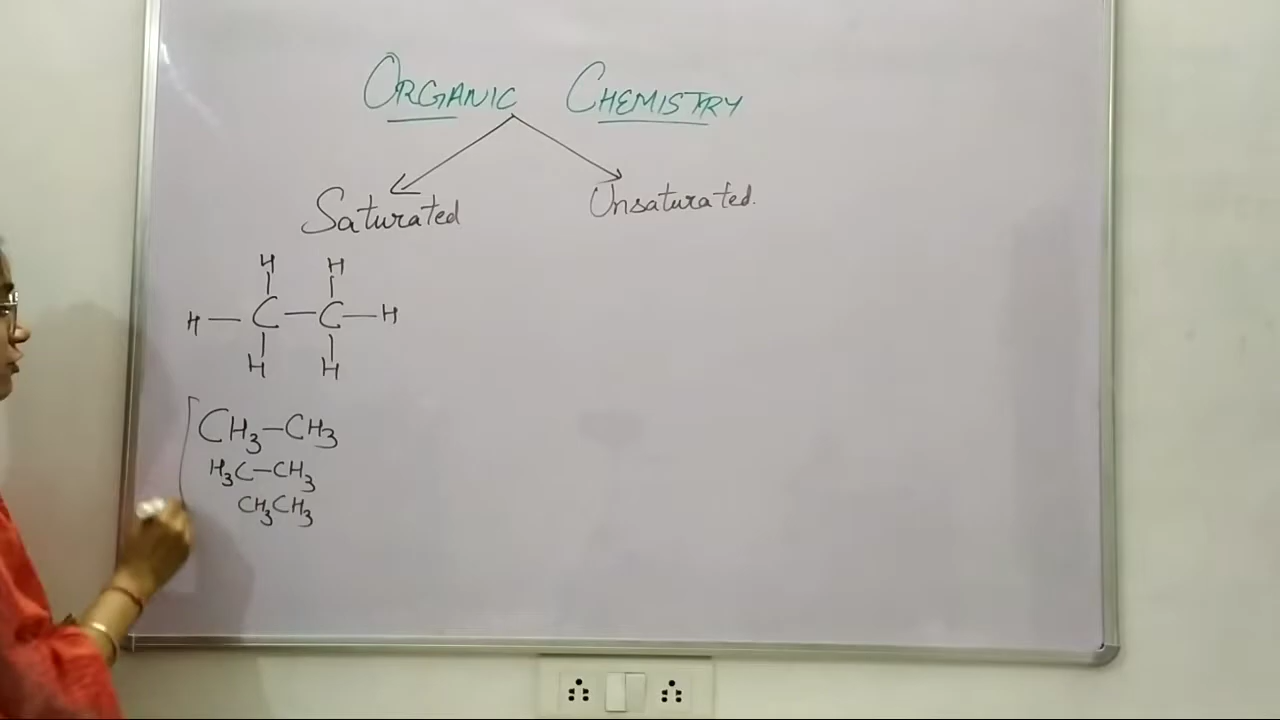 ORGANIC CHEMISTRY
Saturated Unsaturated.
H H
H — C — C — H
H H
CH₃—CH₃
H₃C—CH₃
CH₃CH₃